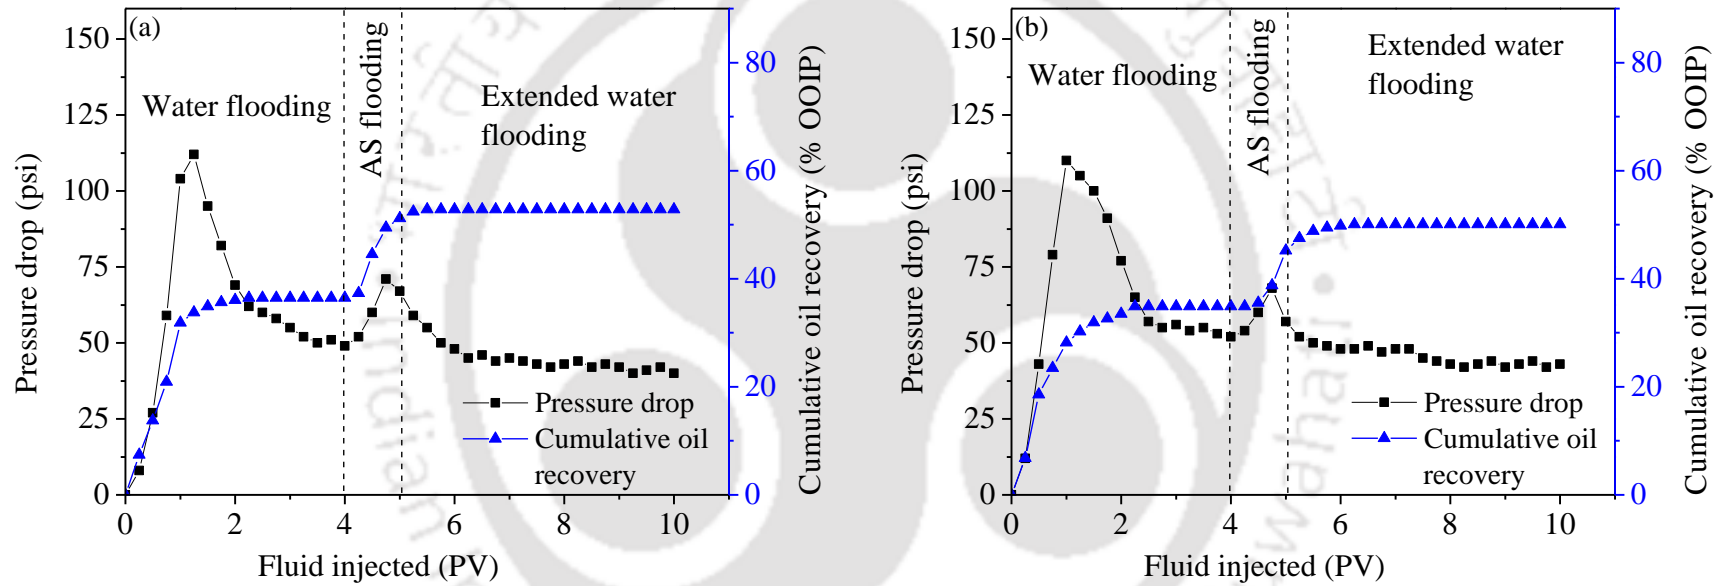 (a)
Water flooding
AS flooding
Extended water
flooding
Pressure drop
Cumulative oil
recovery
Pressure drop (psi)
0
25
50
75
100
125
150
Cumulative oil recovery (% OOIP)
0
20
40
60
80
0
2
4
6
8
10
Fluid injected (PV)
(b)
Water flooding
AS flooding
Extended water
flooding
Pressure drop
Cumulative oil
recovery
Pressure drop (psi)
0
25
50
75
100
125
150
Cumulative oil recovery (% OOIP)
0
20
40
60
80
0
2
4
6
8
10
Fluid injected (PV)
Indian
wahati